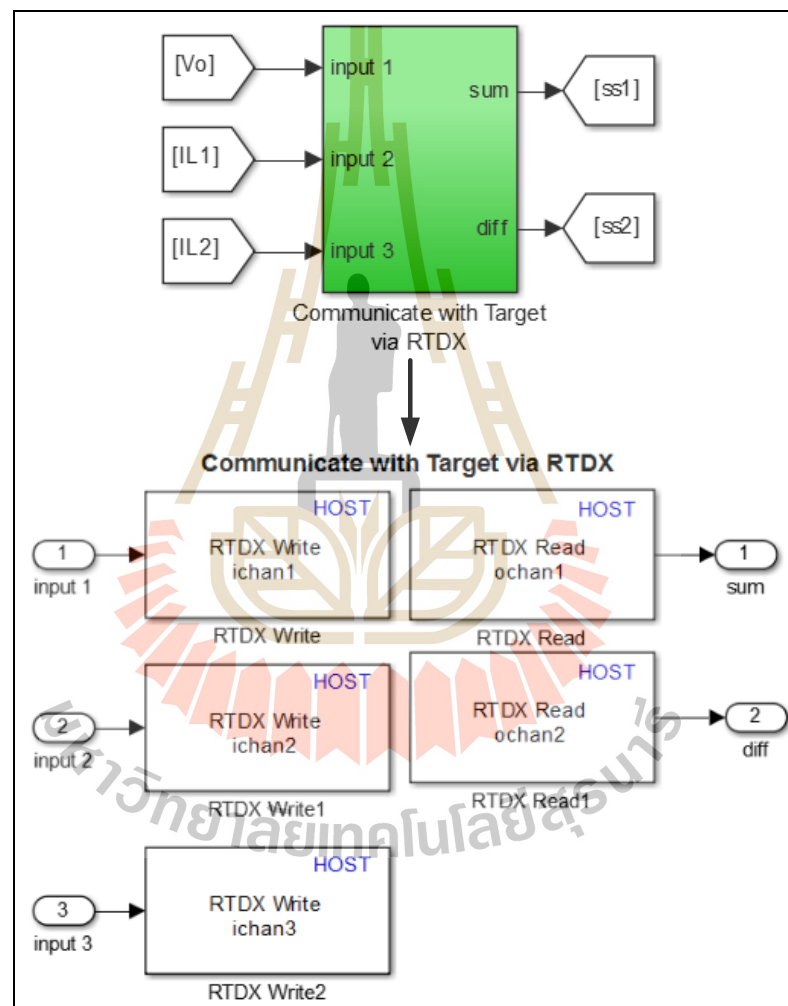 [Vo]
input 1
sum
[ss1]
[IL1]
input 2
[IL2]
input 3
diff
[ss2]
Communicate with Target
via RTDX
Communicate with Target via RTDX
1
input 1
HOST
RTDX Write
ichan1
RTDX Write
HOST
RTDX Read
ochan1
RTDX Read
1
sum
2
input 2
HOST
RTDX Write
ichan2
RTDX Write1
HOST
RTDX Read
ochan2
RTDX Read1
2
diff
3
input 3
HOST
RTDX Write
ichan3
RTDX Write2
มหาวิทยาลัยเทคโนโลยีสุรนารี